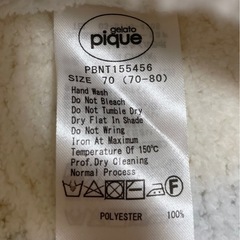 gelato
pique
PBNT155456
SIZE 70 (70-80)
Hand Wash
Do Not Bleach
Do Not Tumble Dry
Dry Flat In Shade
Do Not Wring
Iron At Maximum
Temperature Of 150℃
Prof.Dry Cleaning
Normal Process
F
POLYESTER 100%